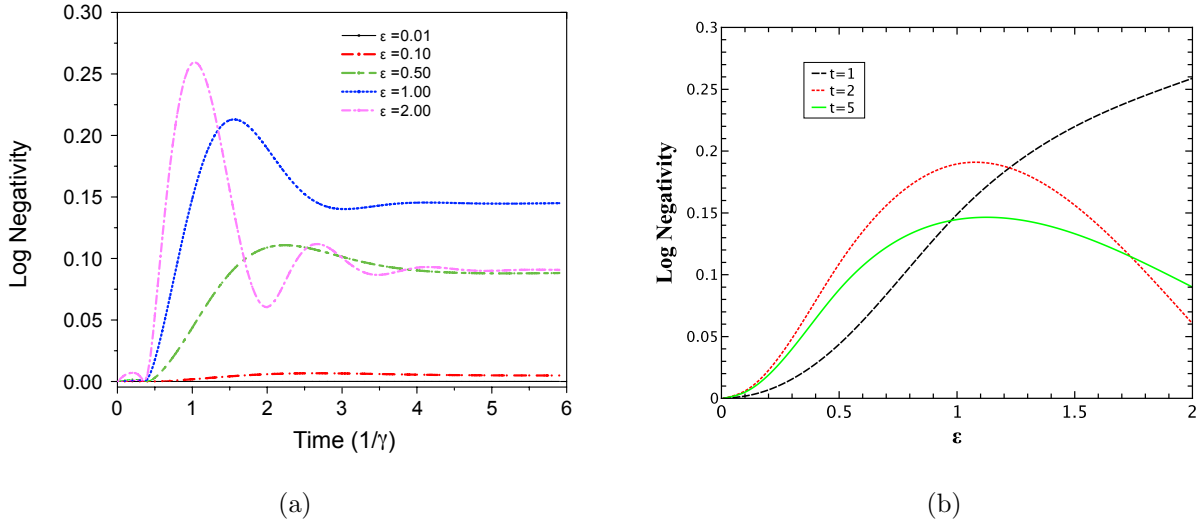 0.30
0.25
0.20
0.15
0.10
0.05
0.00
Log Negativity
ε =0.01
ε =0.10
ε =0.50
ε =1.00
ε =2.00
0 1 2 3 4 5 6
Time (1/γ)
(a)
0.3
0.25
0.2
0.15
0.1
0.05
0
Log Negativity
t=1
t=2
t=5
0 0.5 1 1.5 2
ε
(b)